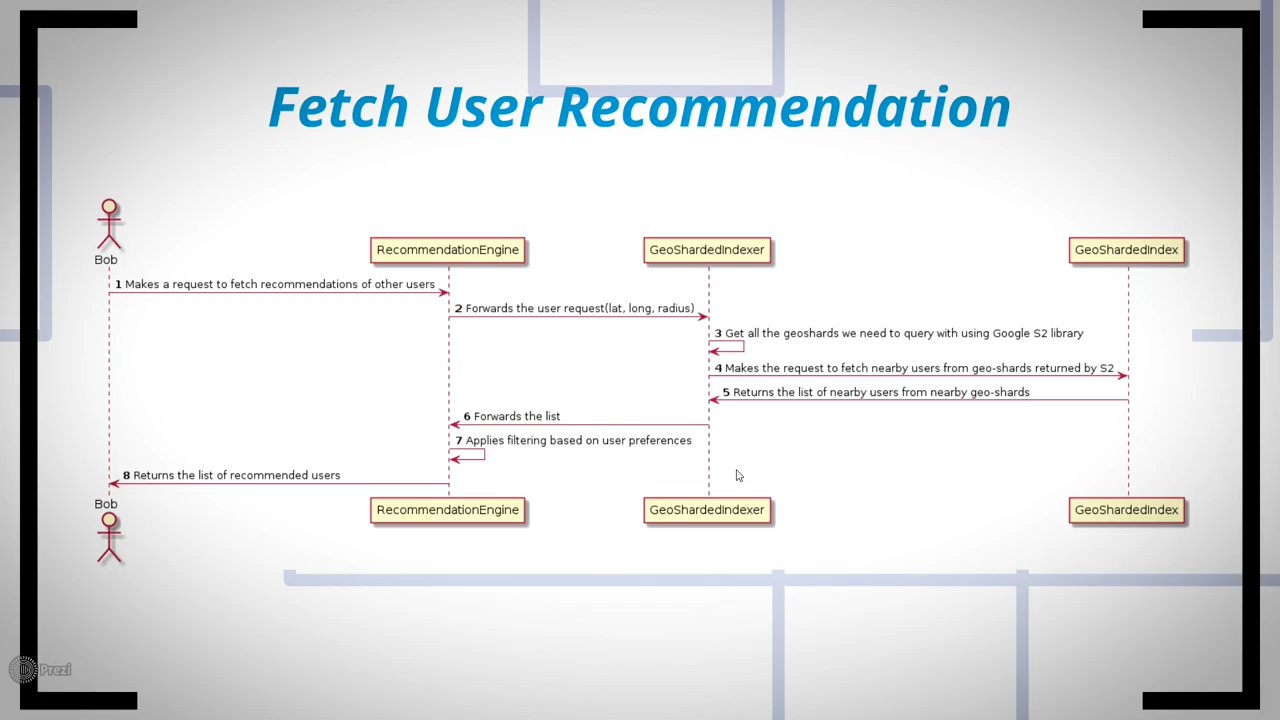 Fetch User Recommendation
Bob
RecommendationEngine
GeoShardedIndexer
GeoShardedIndex
1 Makes a request to fetch recommendations of other users
2 Forwards the user request(lat, long, radius)
3 Get all the geoshards we need to query with using Google S2 library
4 Makes the request to fetch nearby users from geo-shards returned by S2
5 Returns the list of nearby users from nearby geo-shards
6 Forwards the list
7 Applies filtering based on user preferences
8 Returns the list of recommended users
Bob
RecommendationEngine
GeoShardedIndexer
GeoShardedIndex
Prezi